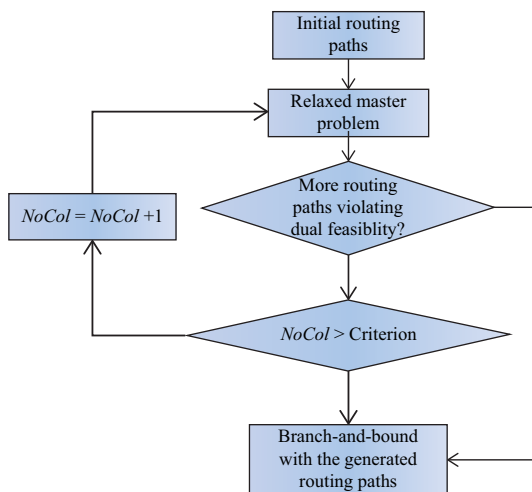 Initial routing
paths
Relaxed master
problem
More routing
paths violating
dual feasiblity?
NoCol = NoCol +1
NoCol > Criterion
Branch-and-bound
with the generated
routing paths